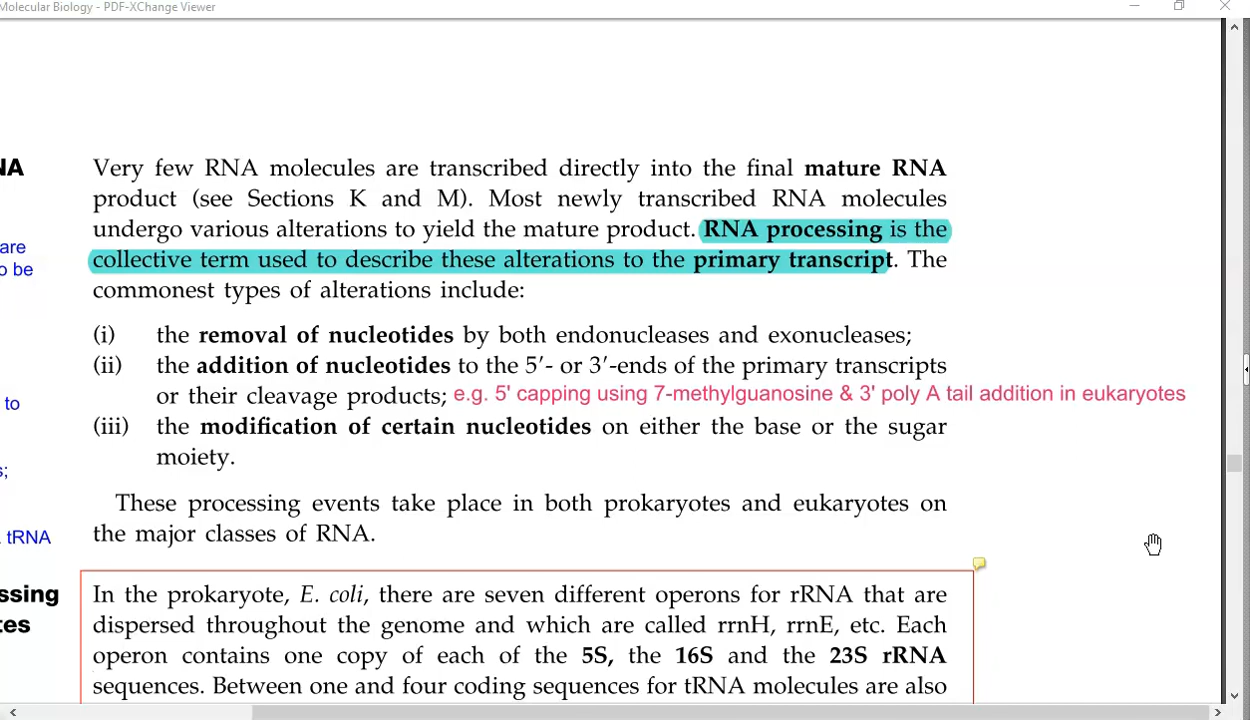 Molecular Biology - PDF-XChange Viewer
NA
Very few RNA molecules are transcribed directly into the final mature RNA
product (see Sections K and M). Most newly transcribed RNA molecules
undergo various alterations to yield the mature product. RNA processing is the
are
collective term used to describe these alterations to the primary transcript. The
o be
commonest types of alterations include:
(i) the removal of nucleotides by both endonucleases and exonucleases;
(ii) the addition of nucleotides to the 5′- or 3′-ends of the primary transcripts
or their cleavage products; e.g. 5' capping using 7-methylguanosine & 3' poly A tail addition in eukaryotes
to
(iii) the modification of certain nucleotides on either the base or the sugar
moiety.
s;
These processing events take place in both prokaryotes and eukaryotes on
the major classes of RNA.
tRNA
ssing
In the prokaryote, E. coli, there are seven different operons for rRNA that are
tes
dispersed throughout the genome and which are called rrnH, rrnE, etc. Each
operon contains one copy of each of the 5S, the 16S and the 23S rRNA
sequences. Between one and four coding sequences for tRNA molecules are also